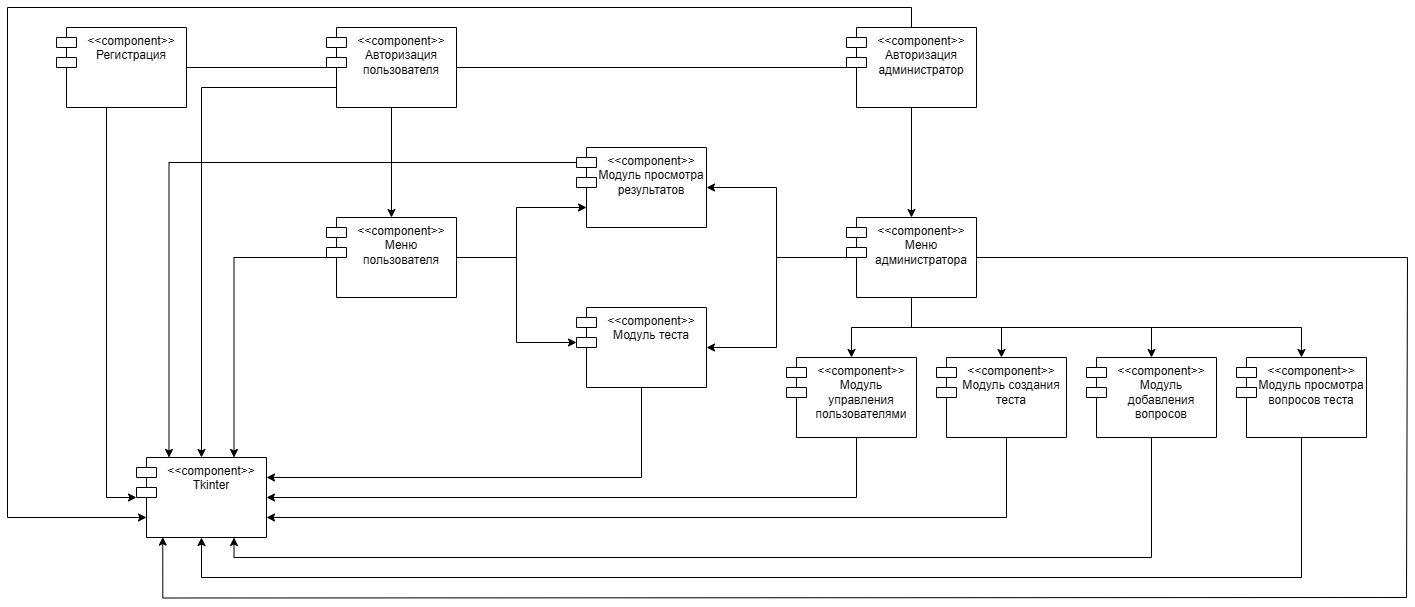 <<component>>
Регистрация
<<component>>
Авторизация
пользователя
<<component>>
Авторизация
администратор
<<component>>
Модуль просмотра
результатов
<<component>>
Меню
пользователя
<<component>>
Меню
администратора
<<component>>
Модуль теста
<<component>>
Модуль
управления
пользователями
<<component>>
Модуль создания
теста
<<component>>
Модуль
добавления
вопросов
<<component>>
Модуль просмотра
вопросов теста
<<component>>
Tkinter